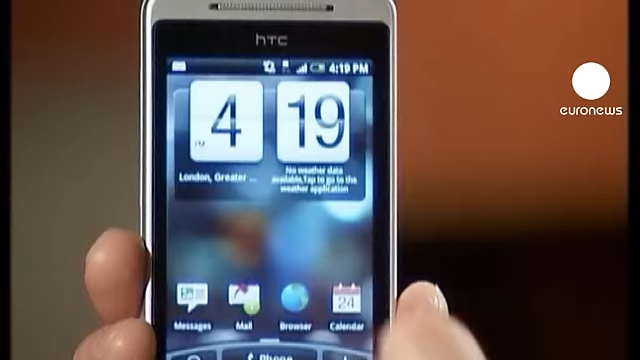 htc
4:19 PM
4
19
PM
London, Greater ...
No weather data
available,Tap to go to the
weather application
Messages
Mail
Browser
24
Calendar
Phone
euronews